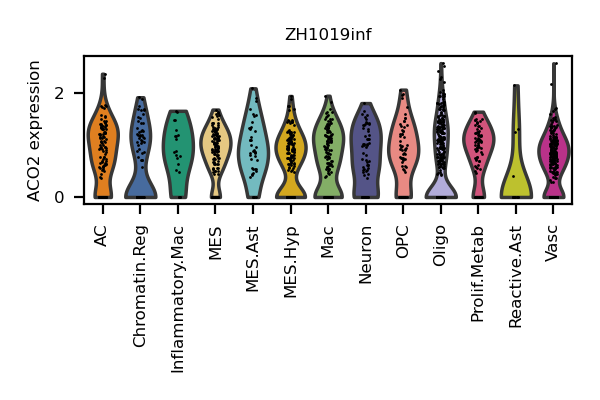 ZH1019inf
ACO2 expression
2
0
AC
Chromatin.Reg
Inflammatory.Mac
MES
MES.Ast
MES.Hyp
Mac
Neuron
OPC
Oligo
Prolif.Metab
Reactive.Ast
Vasc